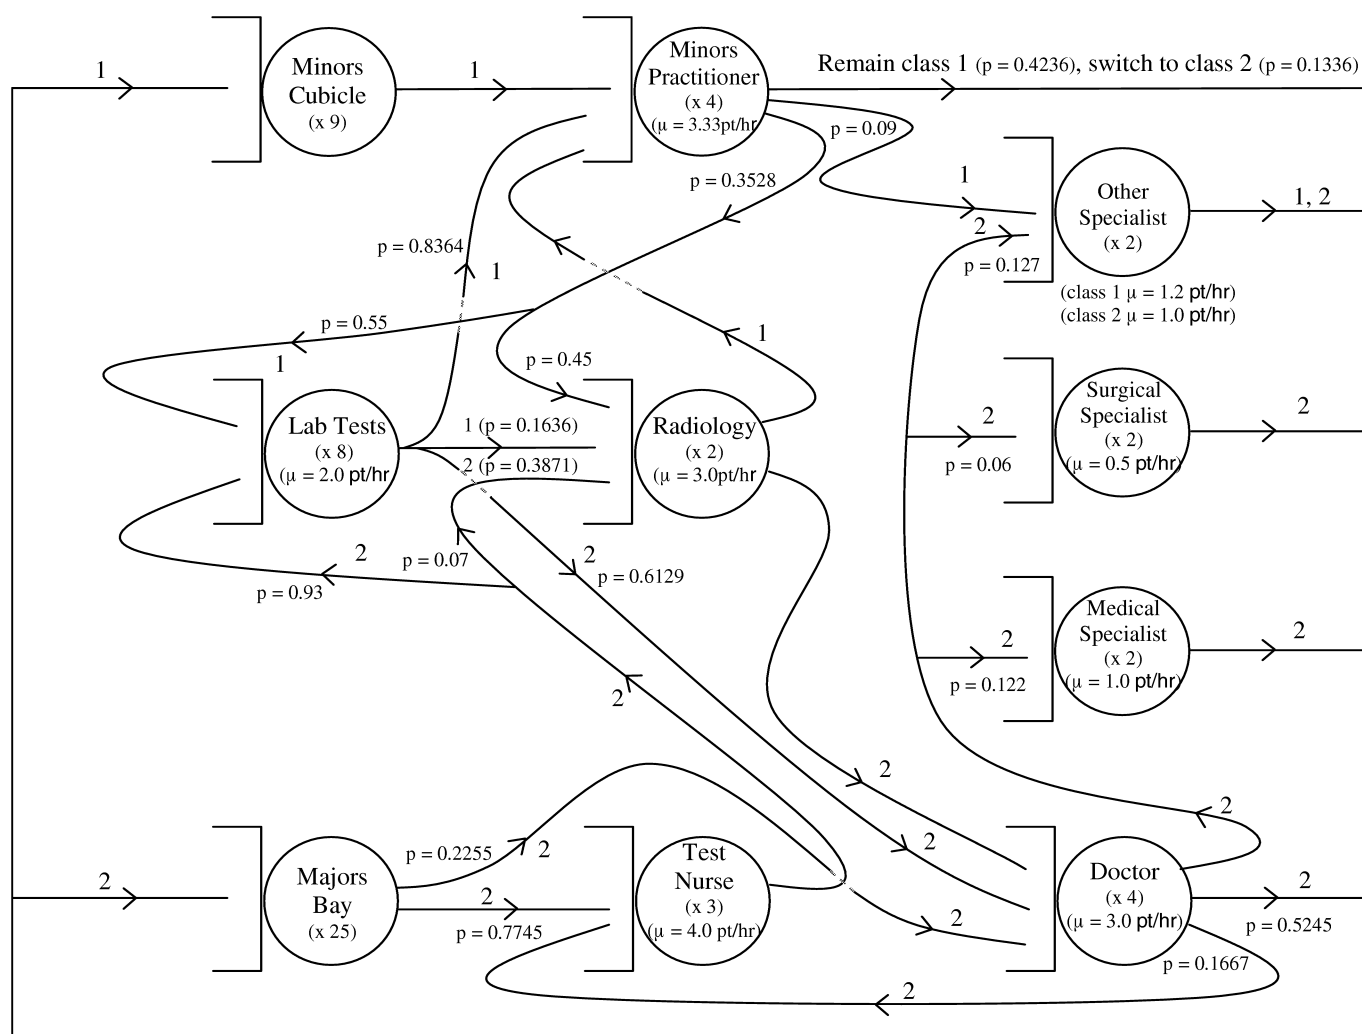 1
Minors
Cubicle
(x 9)
1
Minors
Practitioner
(x 4)
(μ = 3.33pt/hr
Remain class 1 (p = 0.4236), switch to class 2 (p = 0.1336)
p = 0.09
p = 0.3528
1
2
p = 0.127
Other
Specialist
(x 2)
1, 2
(class 1 μ = 1.2 pt/hr)
(class 2 μ = 1.0 pt/hr)
p = 0.8364
1
p = 0.55
1
p = 0.45
1
Lab Tests
(x 8)
(μ = 2.0 pt/hr
1 (p = 0.1636)
2 (p = 0.3871)
Radiology
(x 2)
(μ = 3.0pt/hr
2
p = 0.06
Surgical
Specialist
(x 2)
(μ = 0.5 pt/hr)
2
2
p = 0.93
p = 0.07
2
p = 0.6129
2
2
p = 0.122
Medical
Specialist
(x 2)
(μ = 1.0 pt/hr)
2
2
2
2
2
Majors
Bay
(x 25)
p = 0.2255
2
2
p = 0.7745
Test
Nurse
(x 3)
(μ = 4.0 pt/hr)
2
2
Doctor
(x 4)
(μ = 3.0 pt/hr)
2
p = 0.5245
p = 0.1667
2